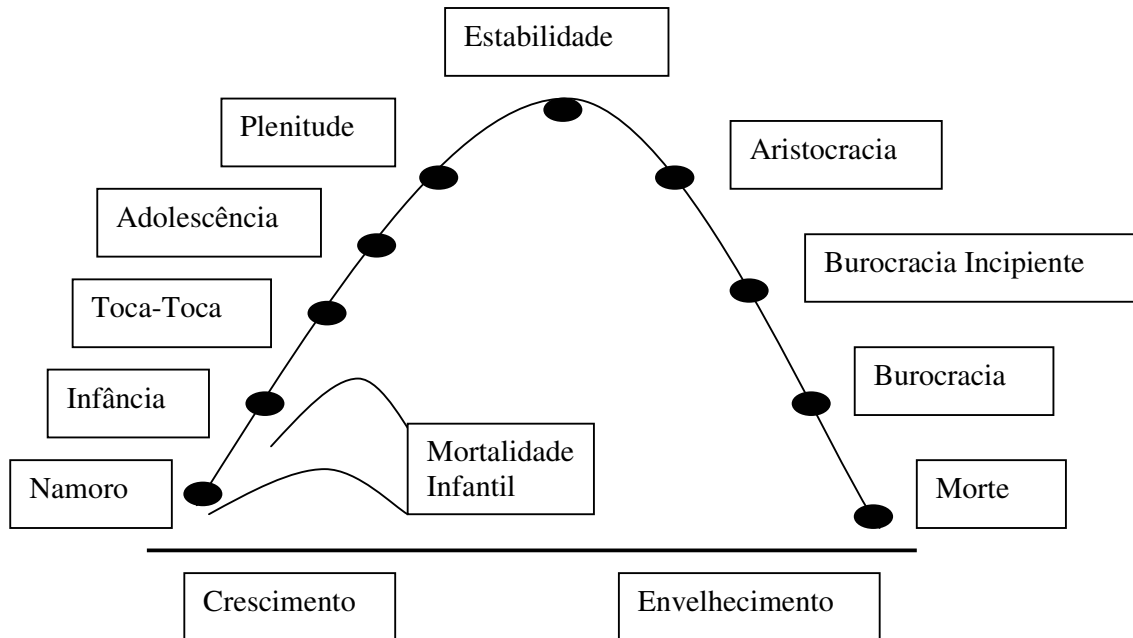 Estabilidade
Plenitude
Aristocracia
Adolescência
Burocracia Incipiente
Toca-Toca
Infância
Burocracia
Mortalidade
Infantil
Namoro
Morte
Crescimento
Envelhecimento